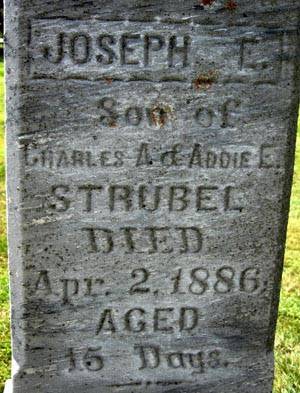 JOSEPH E.
Son of
CHARLES A. & ADDIE E.
STRUBEL
DIED
Apr. 2, 1886,
AGED
15 Days.